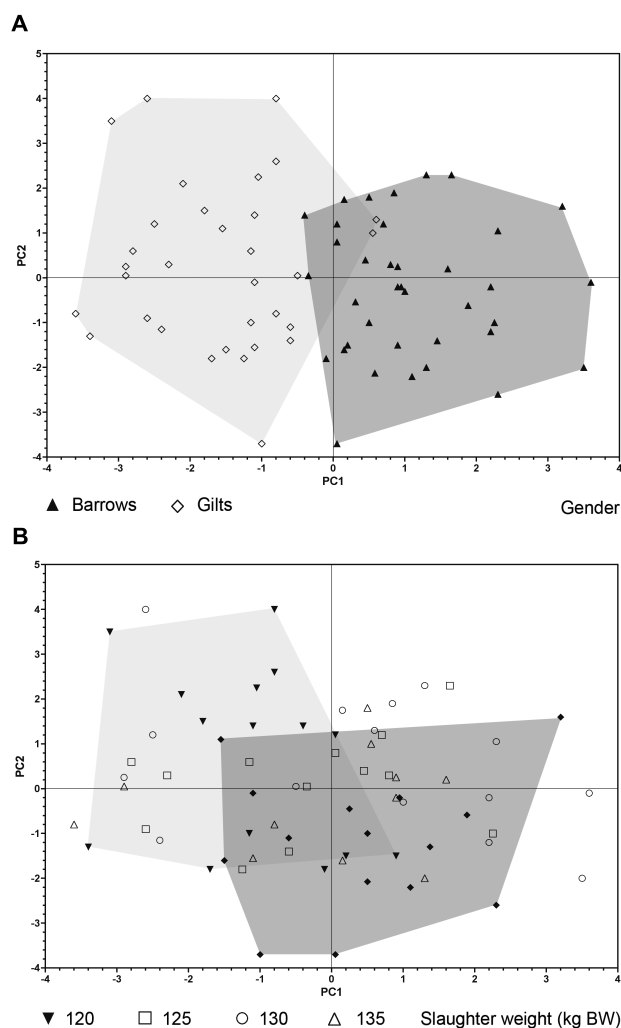 A
5
4
3
2
1
0
-1
-2
-3
-4
PC2
-4 -3 -2 -1 0 1 2 3 4
PC1
▲ Barrows ◇ Gilts Gender
B
5
4
3
2
1
0
-1
-2
-3
-4
PC2
-4 -3 -2 -1 0 1 2 3 4
PC1
▼ 120 □ 125 ○ 130 △ 135 Slaughter weight (kg BW)